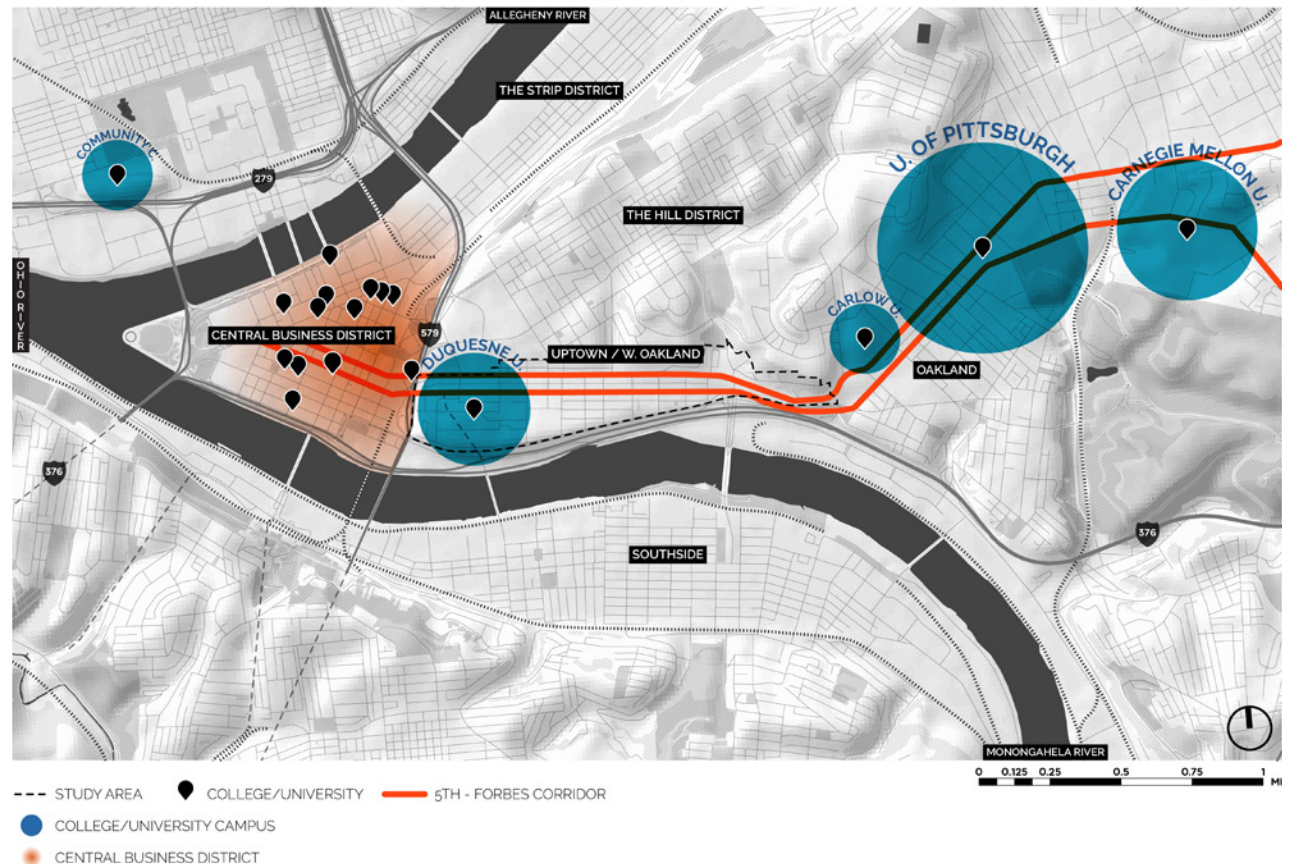 ALLEGHENY RIVER
THE STRIP DISTRICT
COMMUNITY C.
279
U. OF PITTSBURGH
CARNEGIE MELLON U.
THE HILL DISTRICT
OHIO RIVER
CENTRAL BUSINESS DISTRICT
579
CARLOW U.
DUQUESNE U.
UPTOWN / W. OAKLAND
OAKLAND
376
376
SOUTHSIDE
MONONGAHELA RIVER
0 0.125 0.25 0.5 0.75 1
MI
STUDY AREA
COLLEGE/UNIVERSITY
5TH - FORBES CORRIDOR
COLLEGE/UNIVERSITY CAMPUS
CENTRAL BUSINESS DISTRICT